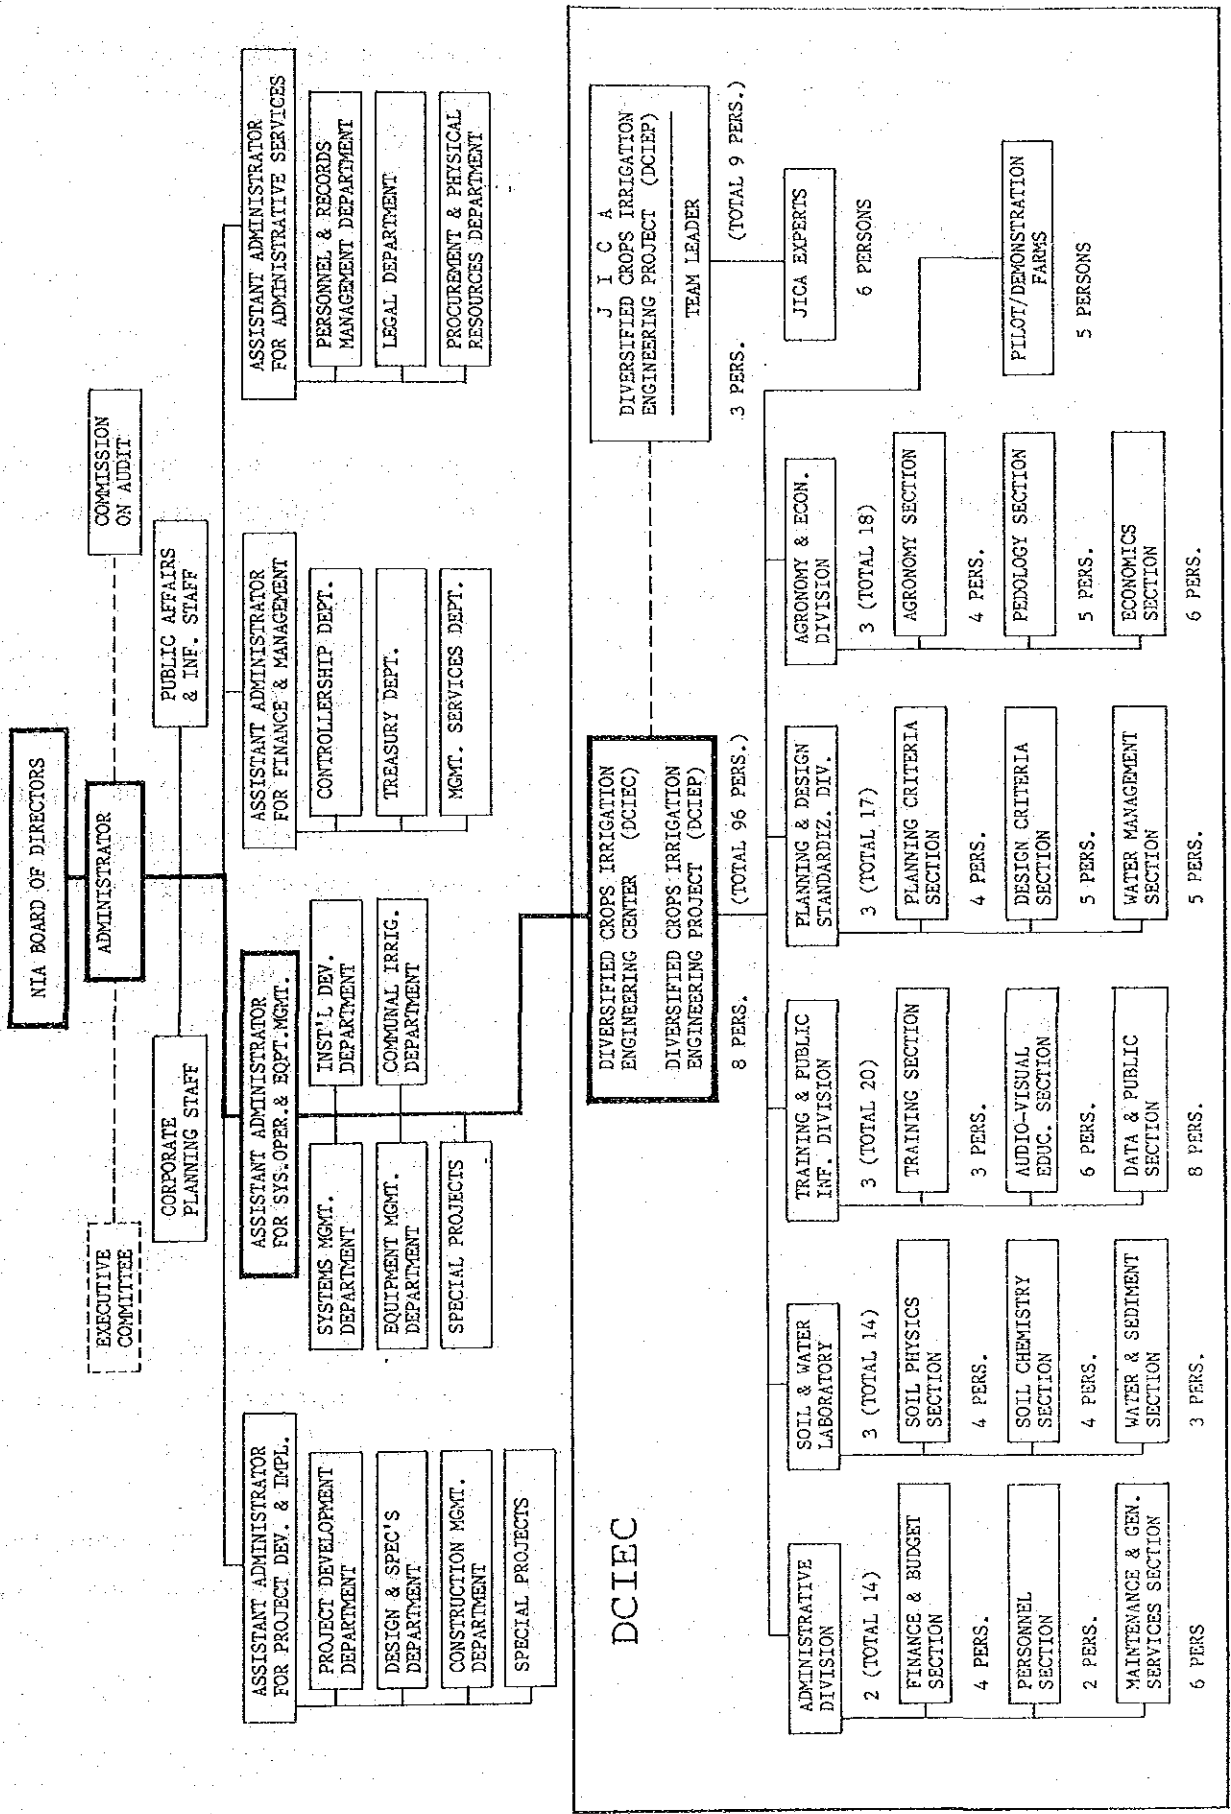 NIA BOARD OF DIRECTORS
ADMINISTRATOR
EXECUTIVE
COMMITTEE
COMMISSION
ON AUDIT
CORPORATE
PLANNING STAFF
PUBLIC AFFAIRS
& INF. STAFF
ASSISTANT ADMINISTRATOR
FOR PROJECT DEV. & IMPL.
PROJECT DEVELOPMENT
DEPARTMENT
DESIGN & SPEC'S
DEPARTMENT
CONSTRUCTION MGMT.
DEPARTMENT
SPECIAL PROJECTS
ASSISTANT ADMINISTRATOR
FOR SYS.OPER.& EQPT.MGMT.
SYSTEMS MGMT.
DEPARTMENT
INST'L DEV.
DEPARTMENT
EQUIPMENT MGMT.
DEPARTMENT
COMMUNAL IRRIG.
DEPARTMENT
SPECIAL PROJECTS
ASSISTANT ADMINISTRATOR
FOR FINANCE & MANAGEMENT
CONTROLLERSHIP DEPT.
TREASURY DEPT.
MGMT. SERVICES DEPT.
ASSISTANT ADMINISTRATOR
FOR ADMINISTRATIVE SERVICES
PERSONNEL & RECORDS
MANAGEMENT DEPARTMENT
LEGAL DEPARTMENT
PROCUREMENT & PHYSICAL
RESOURCES DEPARTMENT
DCIEC
DIVERSIFIED CROPS IRRIGATION
ENGINEERING CENTER (DCIES)
DIVERSIFIED CROPS IRRIGATION
ENGINEERING PROJECT (DCIEP)
8 PERS. (TOTAL 96 PERS.)
J I C A
DIVERSIFIED CROPS IRRIGATION
ENGINEERING PROJECT (DCIEP)
TEAM LEADER
3 PERS. (TOTAL 9 PERS.)
JICA EXPERTS
6 PERSONS
ADMINISTRATIVE
DIVISION
2 (TOTAL 14)
FINANCE & BUDGET
SECTION
4 PERS.
PERSONNEL
SECTION
2 PERS.
MAINTENANCE & GEN.
SERVICES SECTION
6 PERS
SOIL & WATER
LABORATORY
3 (TOTAL 14)
SOIL PHYSICS
SECTION
4 PERS.
SOIL CHEMISTRY
SECTION
4 PERS.
WATER & SEDIMENT
SECTION
3 PERS.
TRAINING & PUBLIC
INF. DIVISION
3 (TOTAL 20)
TRAINING SECTION
3 PERS.
AUDIO-VISUAL
EDUC. SECTION
6 PERS.
DATA & PUBLIC
SECTION
8 PERS.
PLANNING & DESIGN
STANDARDIZ. DIV.
3 (TOTAL 17)
PLANNING CRITERIA
SECTION
4 PERS.
DESIGN CRITERIA
SECTION
5 PERS.
WATER MANAGEMENT
SECTION
5 PERS.
AGRONOMY & ECON.
DIVISION
3 (TOTAL 18)
AGRONOMY SECTION
4 PERS.
PEDOLOGY SECTION
5 PERS.
ECONOMICS
SECTION
6 PERS.
PILOT/DEMONSTRATION
FARMS
5 PERSONS